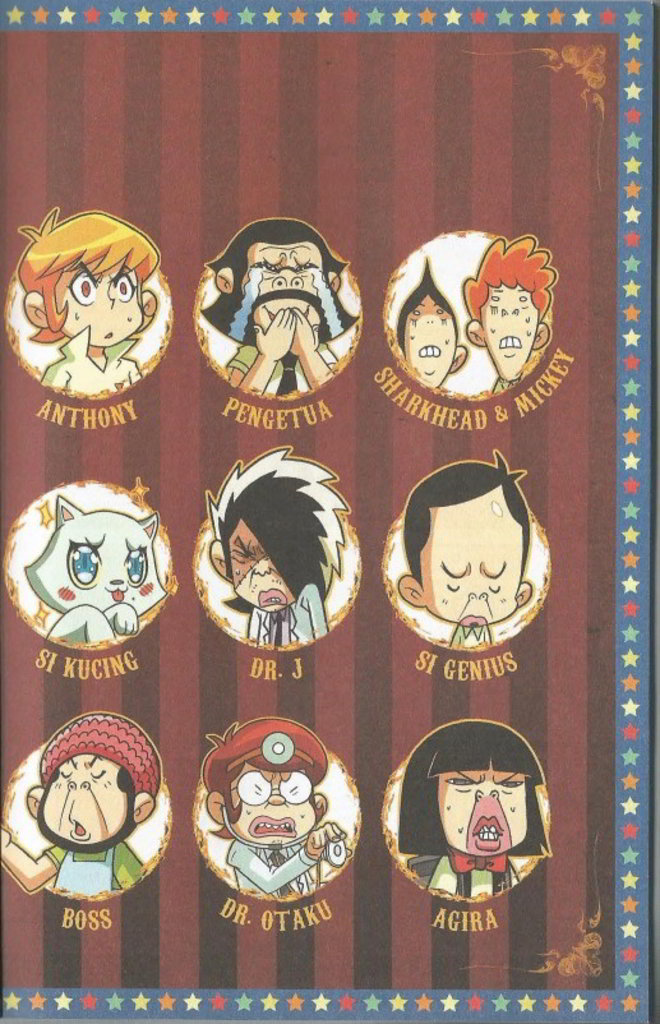 ANTHONY
PENGETUA
SHARKHEAD & MICKEY
SI KUCING
DR. J
SI GENIUS
BOSS
DR. OTAKU
AGIRA